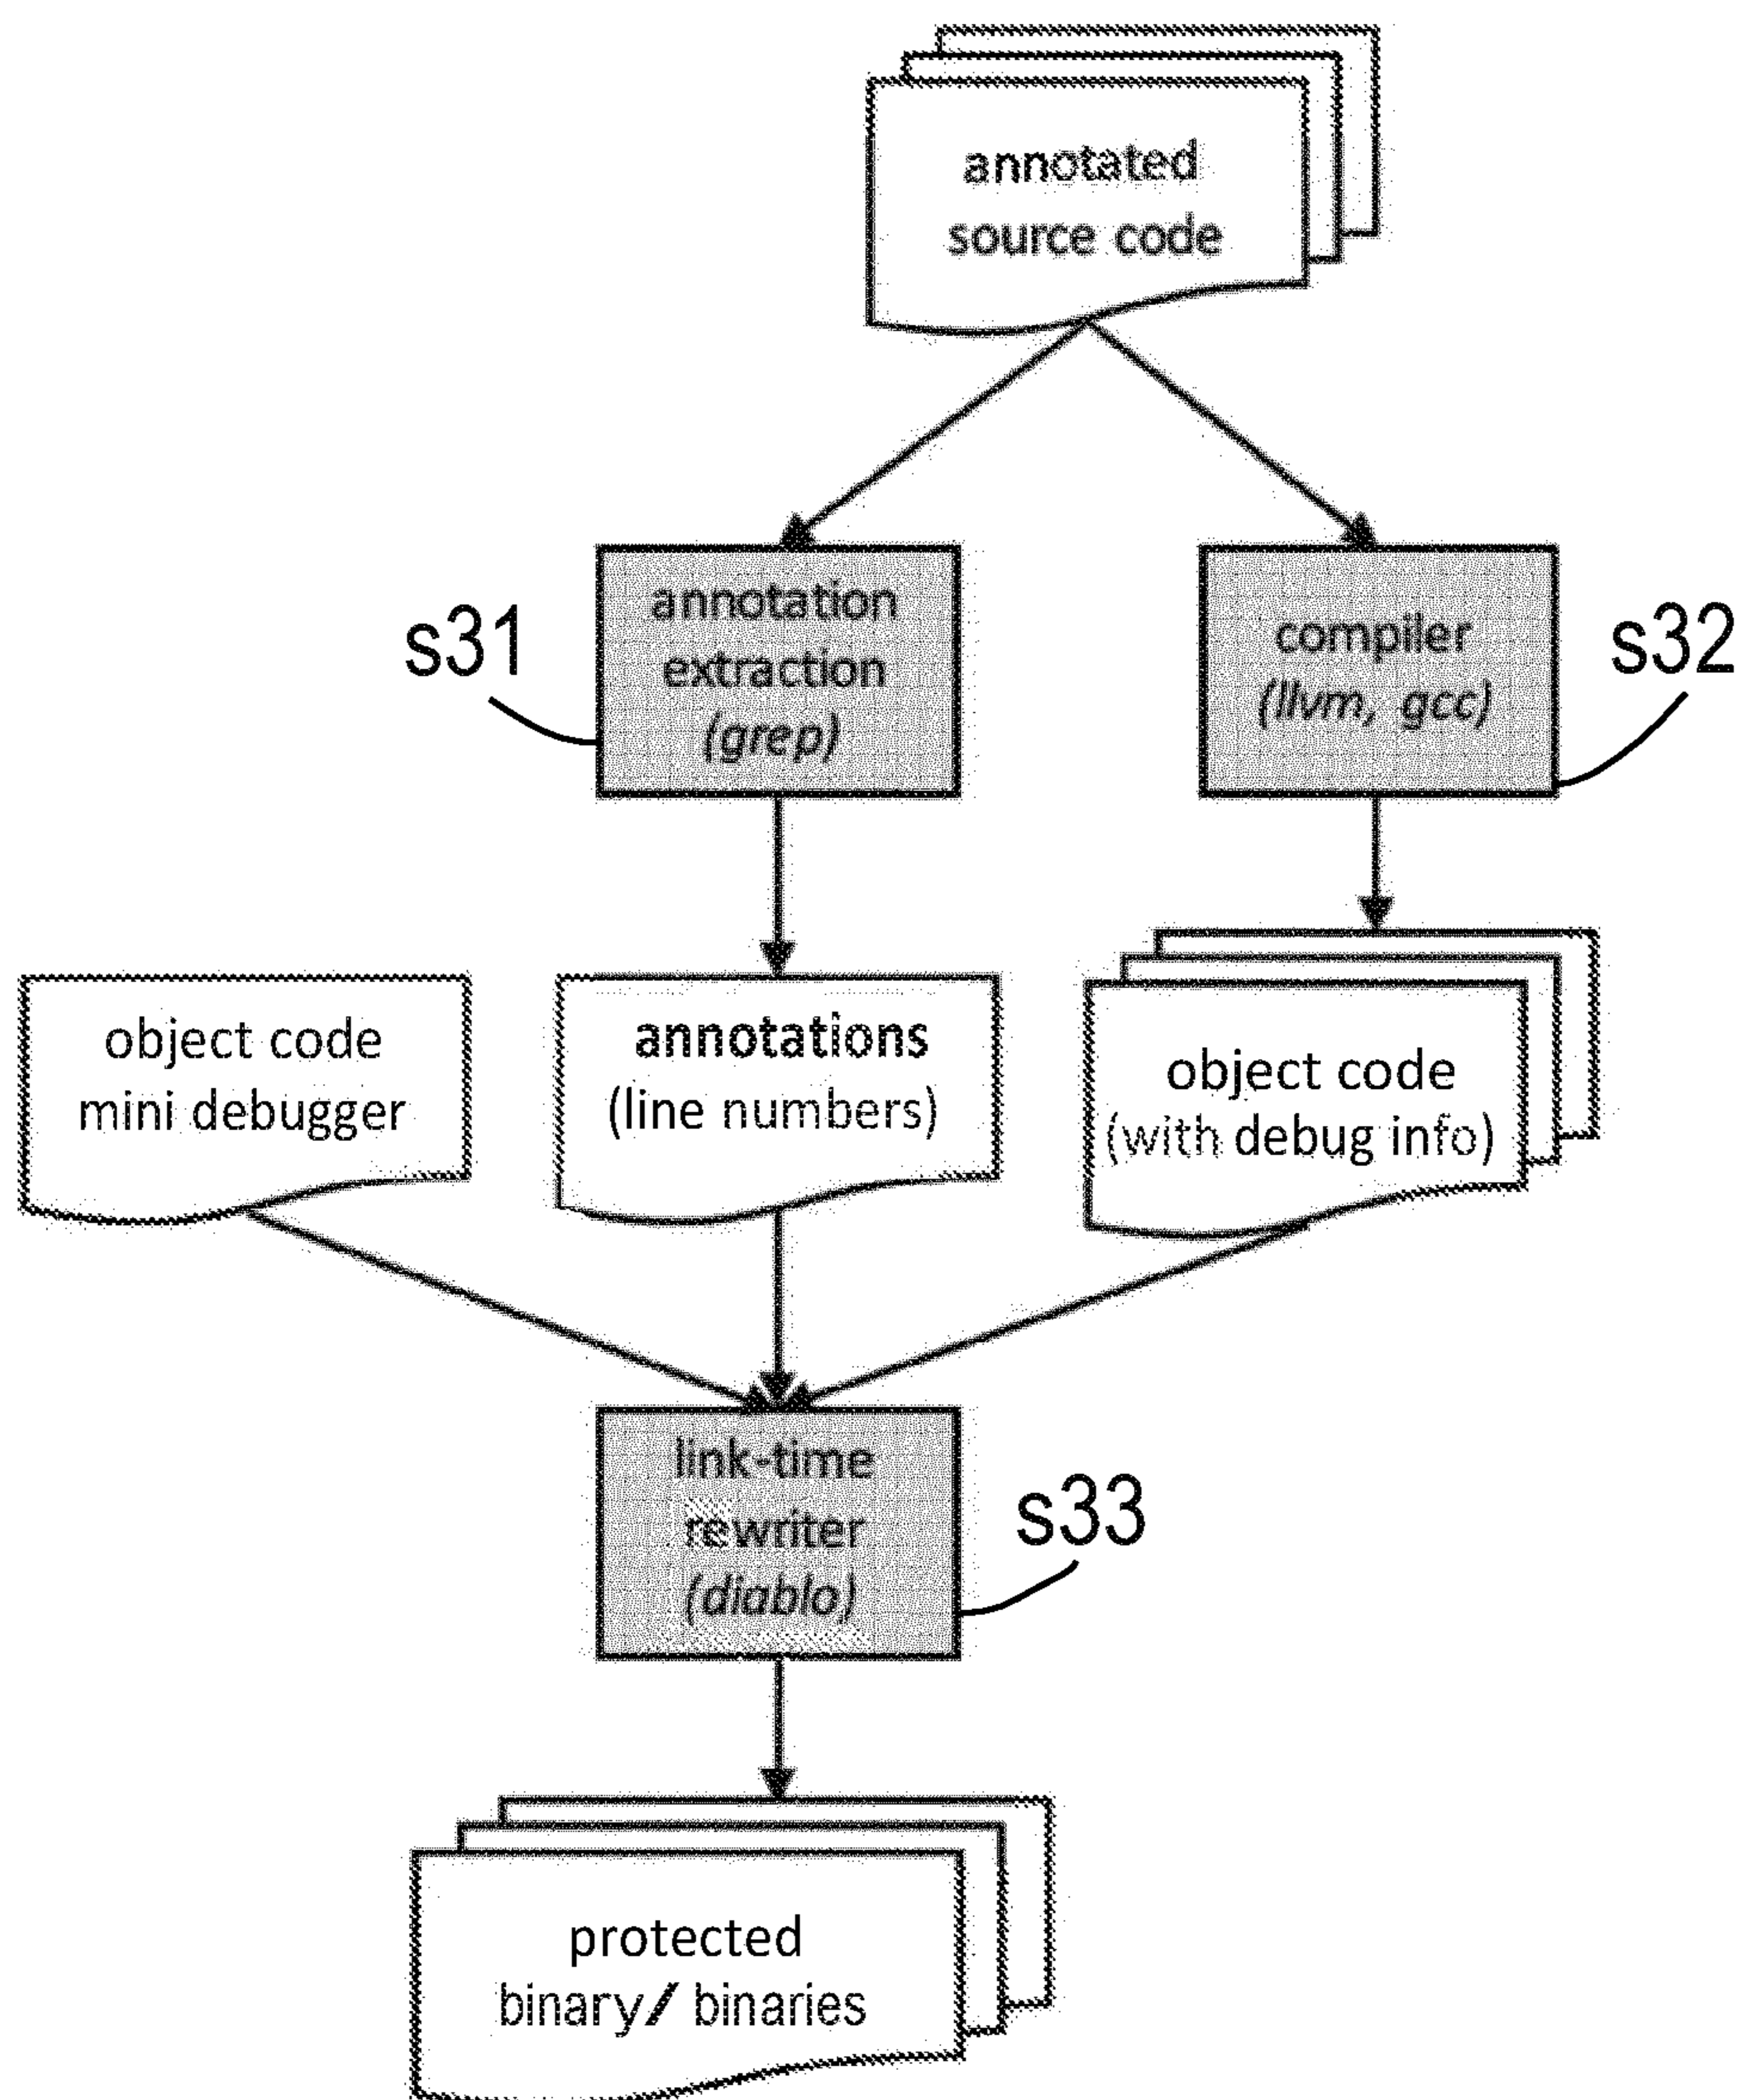 annotated
source code
s31
annotation
extraction
(grep)
compiler
(llvm, gcc)
s32
object code
mini debugger
annotations
(line numbers)
object code
(with debug info)
link-time
rewriter
(diablo)
s33
protected
binary/ binaries